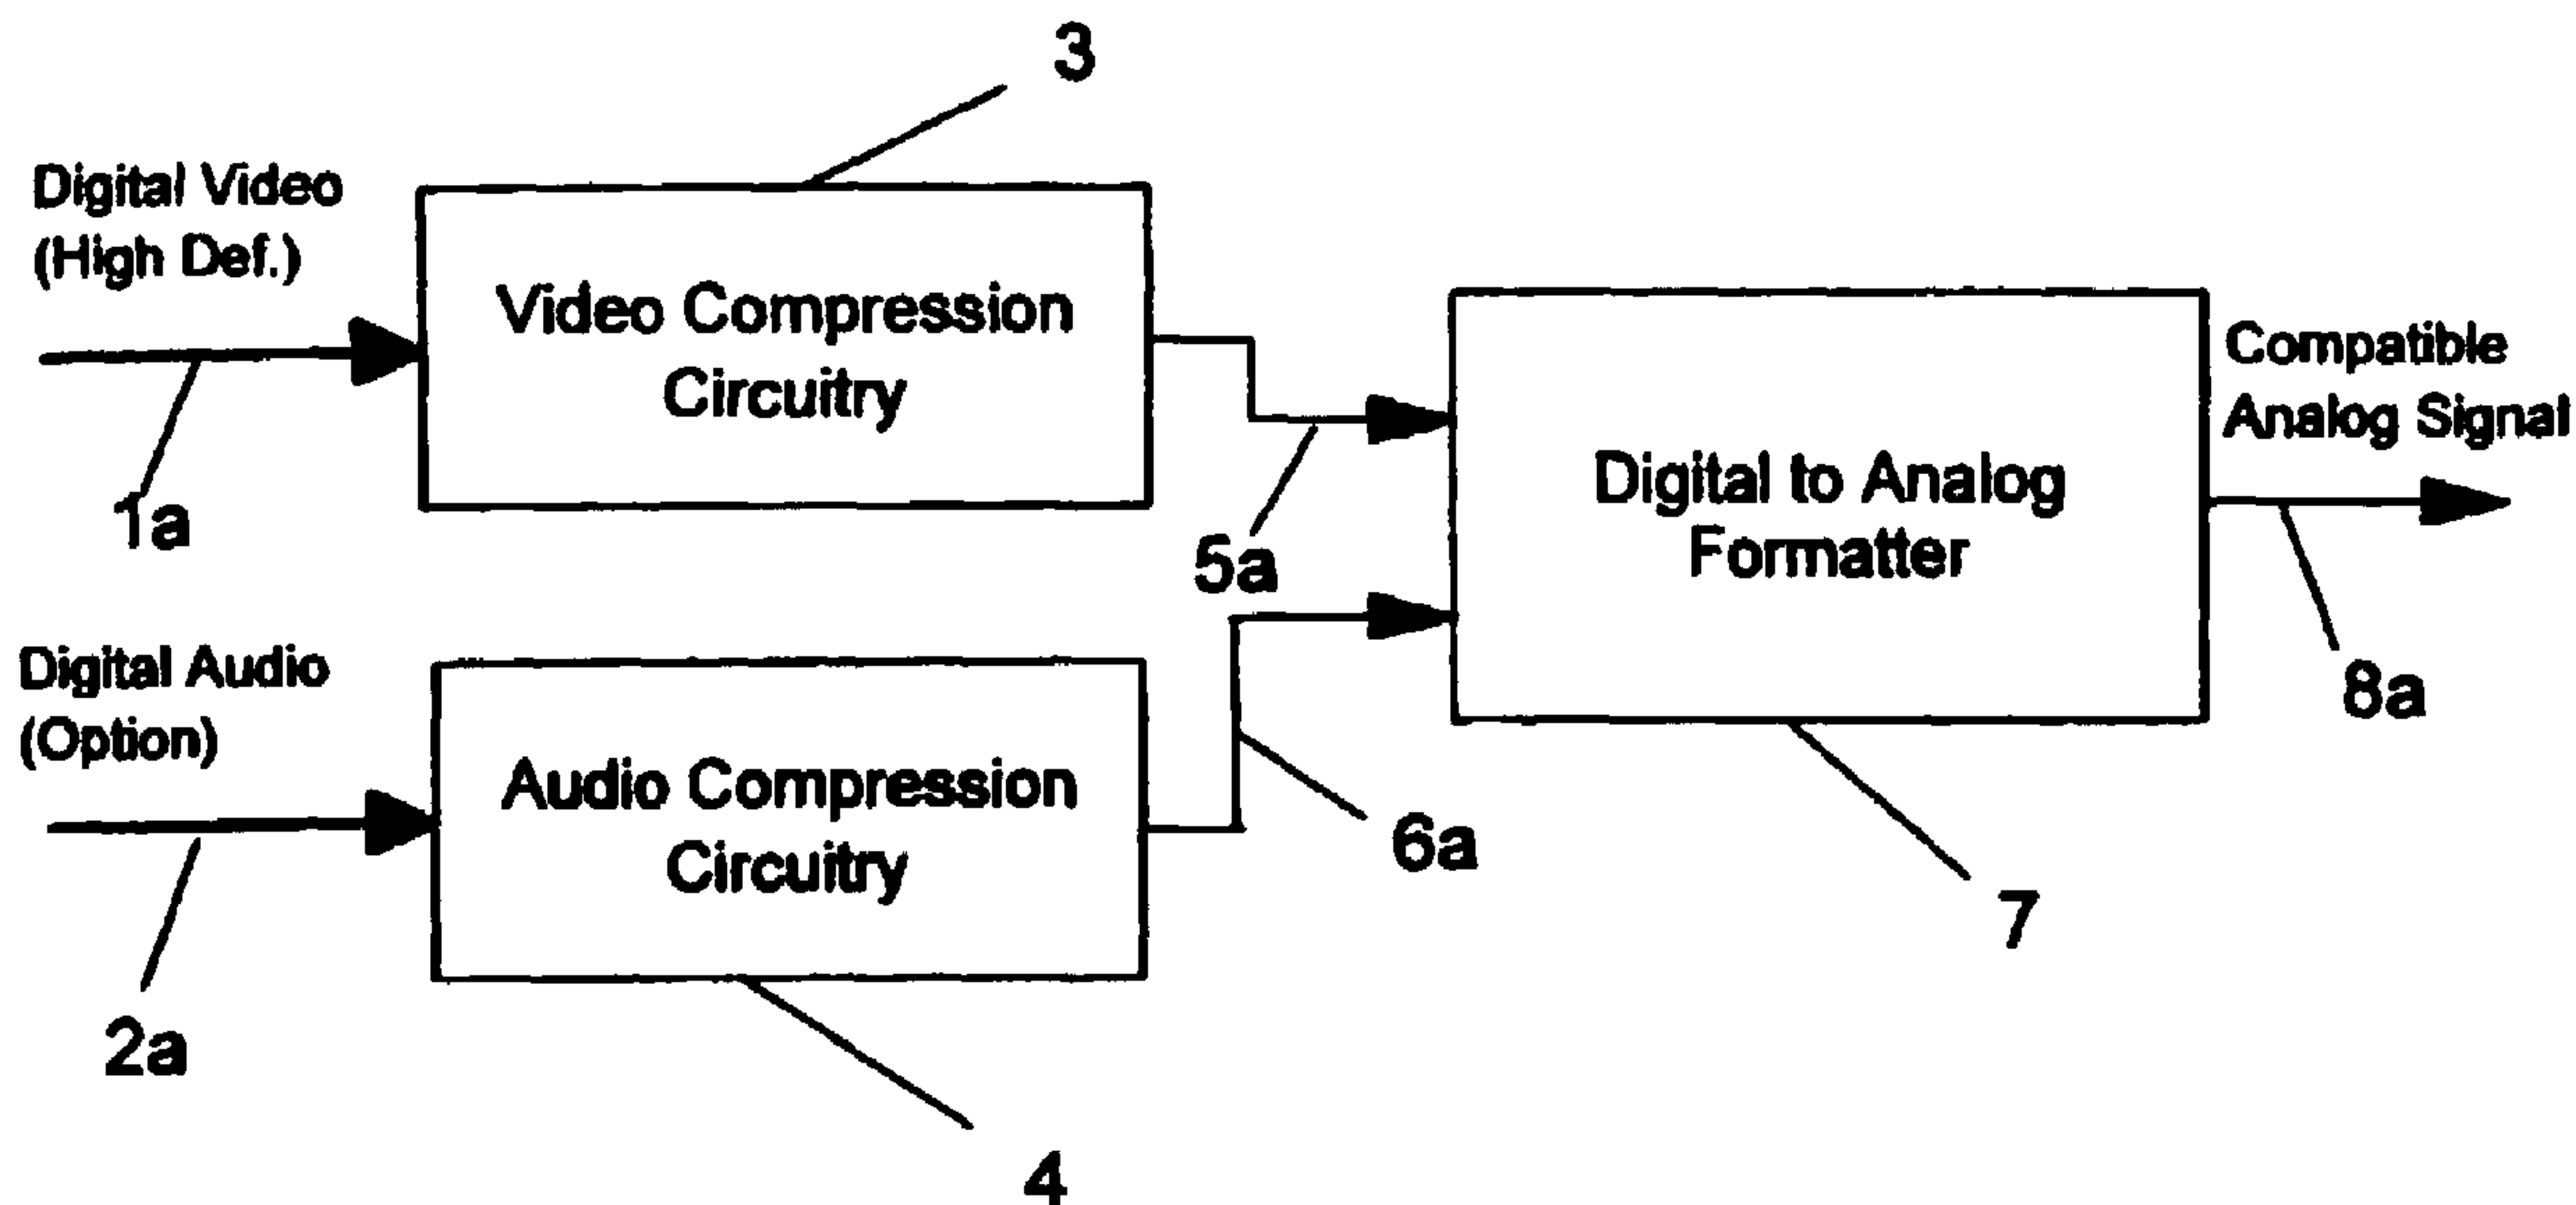 3
Digital Video
(High Def.)
Video Compression
Circuitry
1a
5a
Digital to Analog
Formatter
Compatible
Analog Signal
8a
Digital Audio
(Option)
Audio Compression
Circuitry
6a
7
2a
4